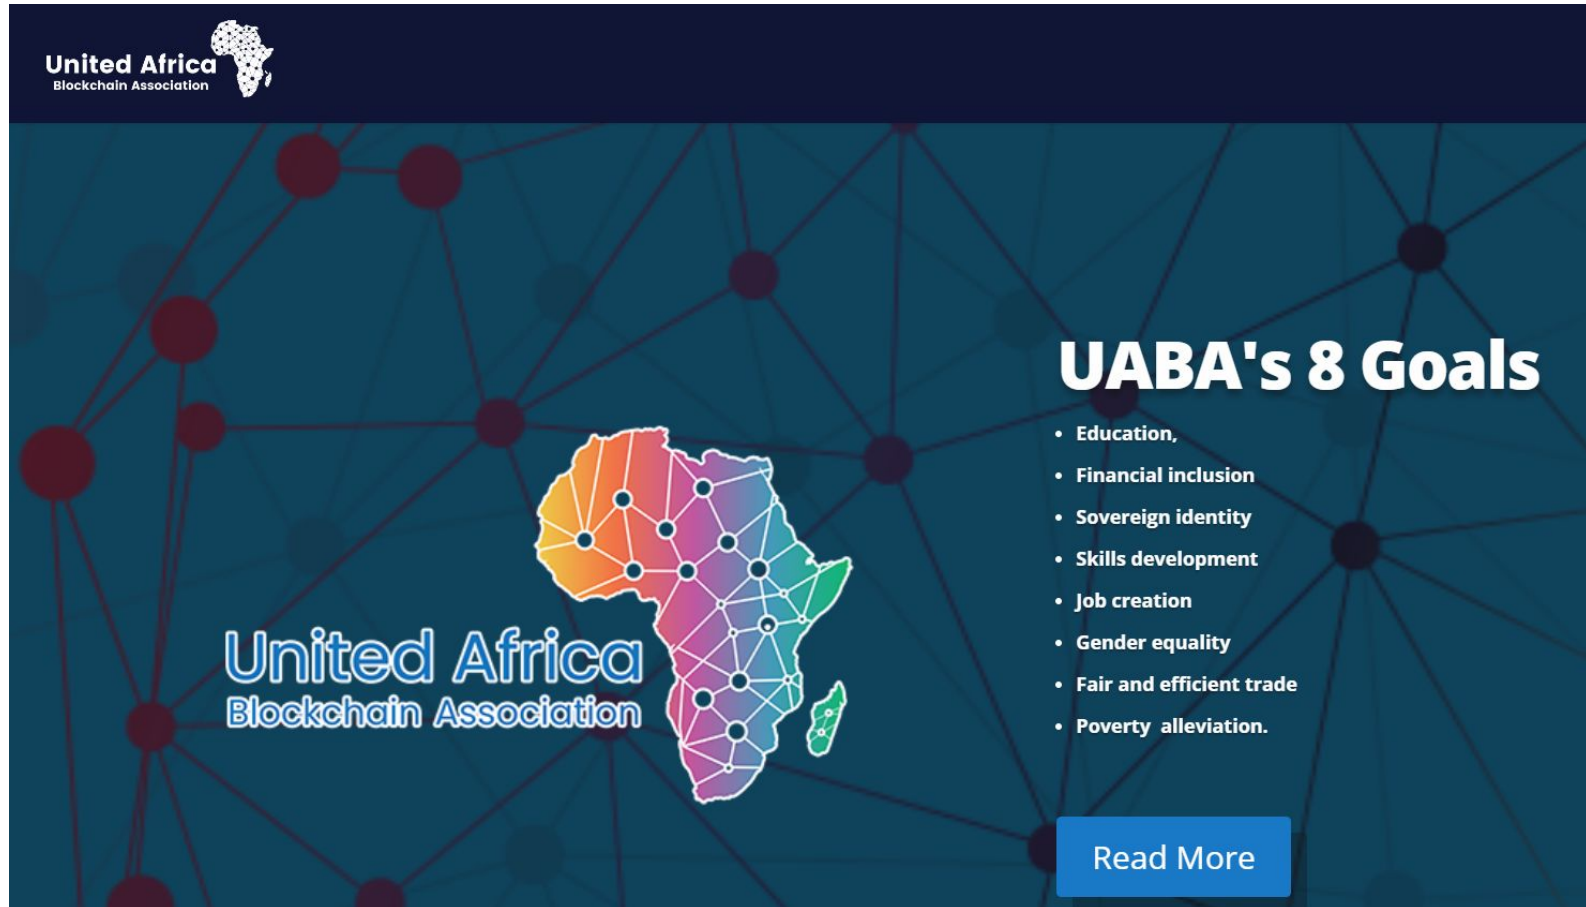 United Africa
Blockchain Association
UABA's 8 Goals
• Education,
• Financial inclusion
• Sovereign identity
• Skills development
• Job creation
• Gender equality
• Fair and efficient trade
• Poverty  alleviation.
United Africa
Blockchain Association
Read More